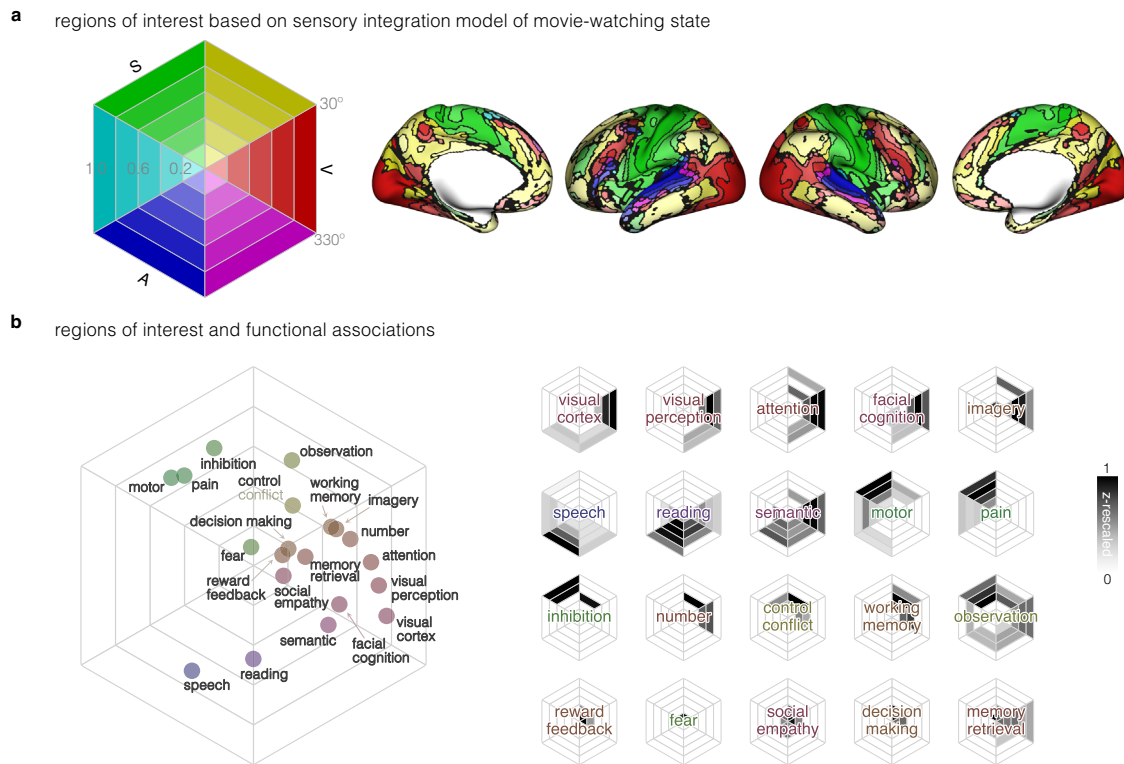 a regions of interest based on sensory integration model of movie-watching state
S
30°
1.0 0.6 0.2
V
330°
A
b regions of interest and functional associations
observation
inhibition
motor
pain
control
conflict
working
memory
imagery
decision making
number
fear
attention
memory
retrieval
reward
feedback
social
empathy
visual
perception
visual
cortex
semantic
facial
cognition
reading
speech
visual
cortex
visual
perception
attention
facial
cognition
imagery
speech
reading
semantic
motor
pain
inhibition
number
control
conflict
working
memory
observation
reward
feedback
fear
social
empathy
decision
making
memory
retrieval
1
z-rescaled
0